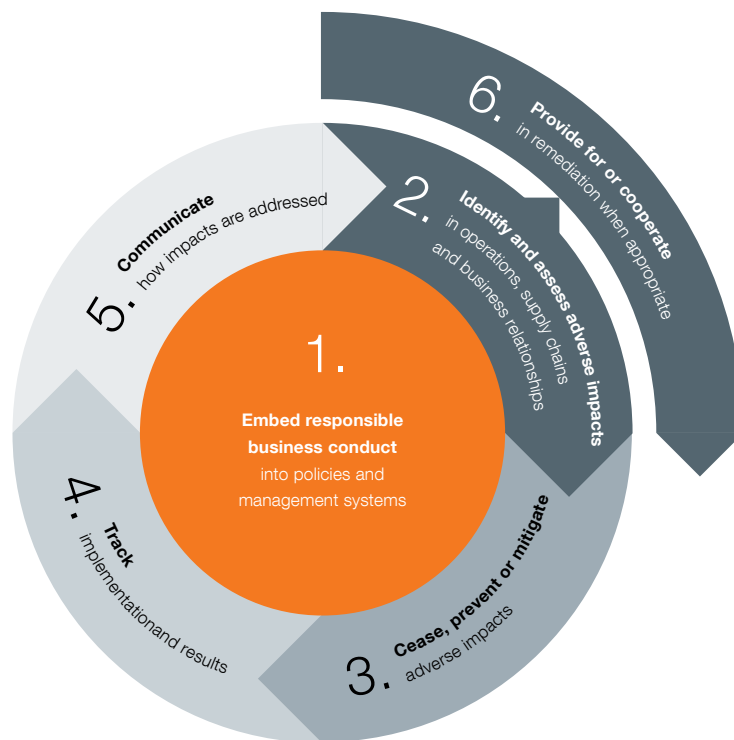 1.
Embed responsible
business conduct
into policies and
management systems
2.
Identify and assess adverse impacts
in operations, supply chains
and business relationships
3.
Cease, prevent or mitigate
adverse impacts
4.
Track
implementationand results
5.
Communicate
how impacts are addressed
6.
Provide for or cooperate
in remediation when appropriate